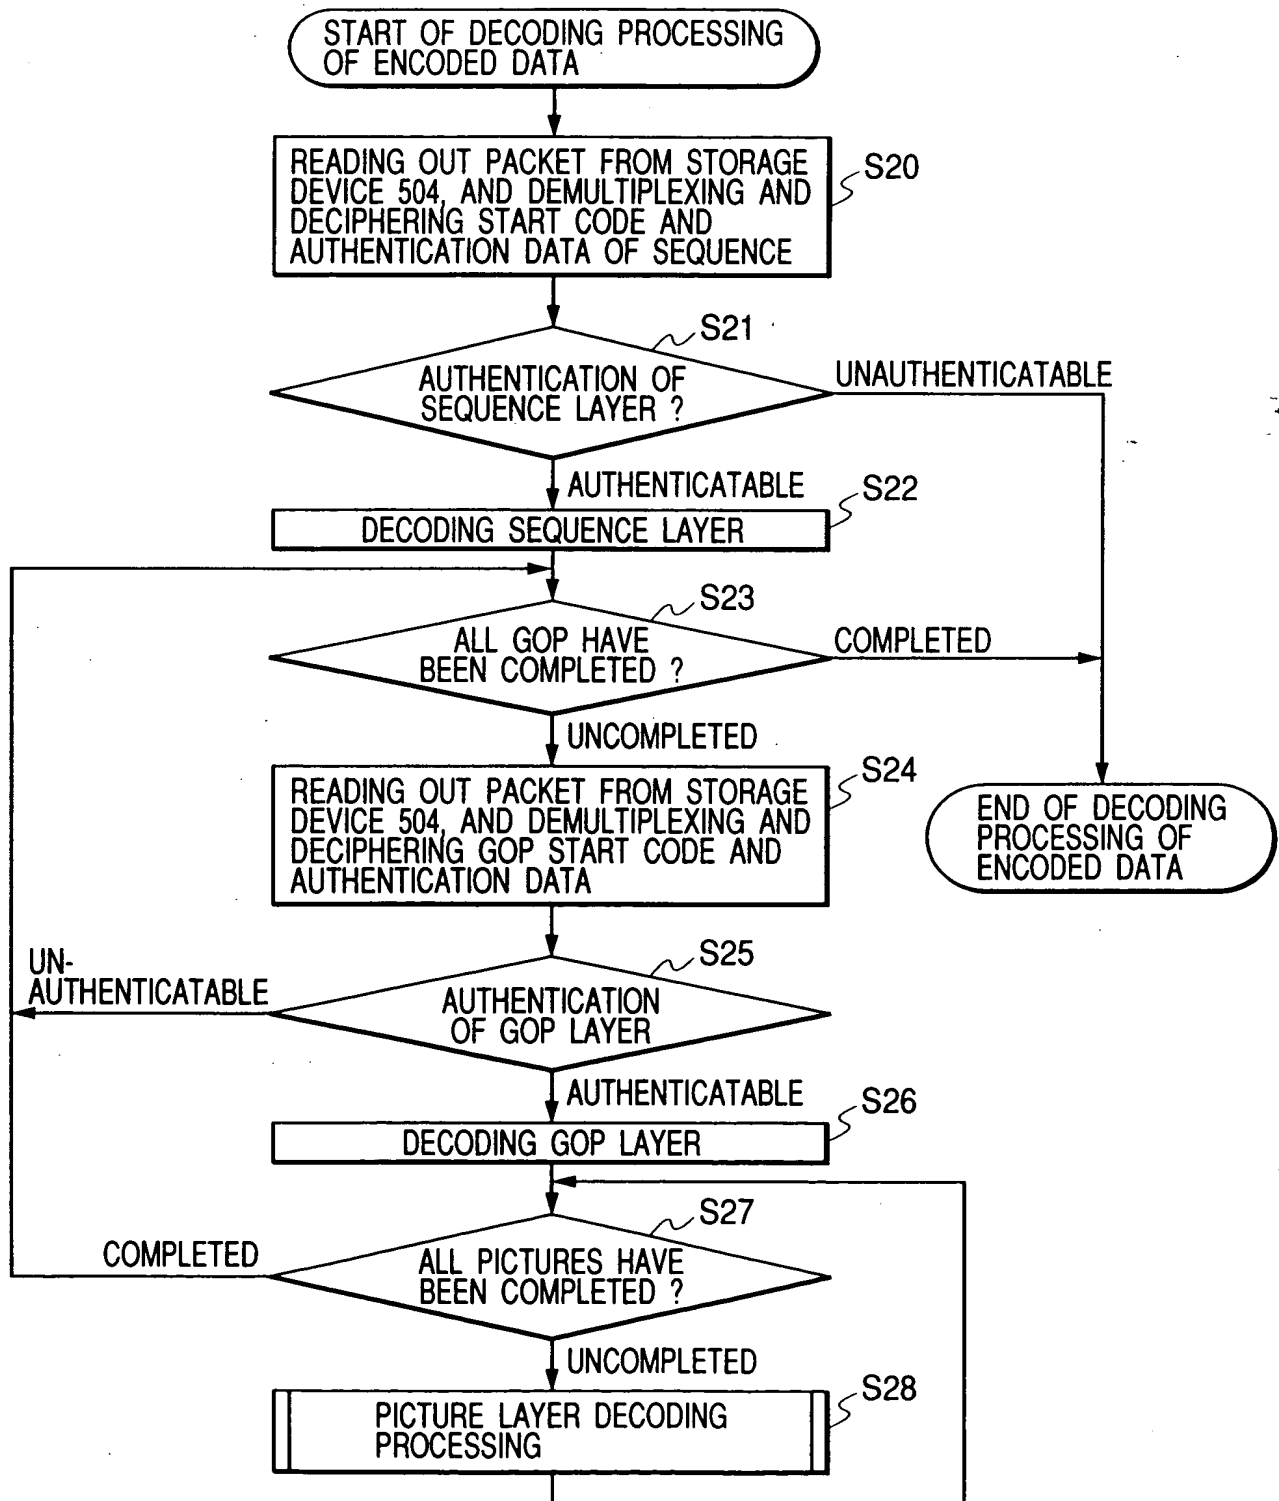 START OF DECODING PROCESSING
OF ENCODED DATA
READING OUT PACKET FROM STORAGE
DEVICE 504, AND DEMULTIPLEXING AND
DECIPHERING START CODE AND
AUTHENTICATION DATA OF SEQUENCE
S20
S21
AUTHENTICATION OF
SEQUENCE LAYER ?
UNAUTHENTICATABLE
AUTHENTICATABLE
S22
DECODING SEQUENCE LAYER
S23
ALL GOP HAVE
BEEN COMPLETED ?
COMPLETED
UNCOMPLETED
S24
READING OUT PACKET FROM STORAGE
DEVICE 504, AND DEMULTIPLEXING AND
DECIPHERING GOP START CODE AND
AUTHENTICATION DATA
END OF DECODING
PROCESSING OF
ENCODED DATA
S25
UN-
AUTHENTICATABLE
AUTHENTICATION
OF GOP LAYER
AUTHENTICATABLE
S26
DECODING GOP LAYER
S27
COMPLETED
ALL PICTURES HAVE
BEEN COMPLETED ?
UNCOMPLETED
S28
PICTURE LAYER DECODING
PROCESSING